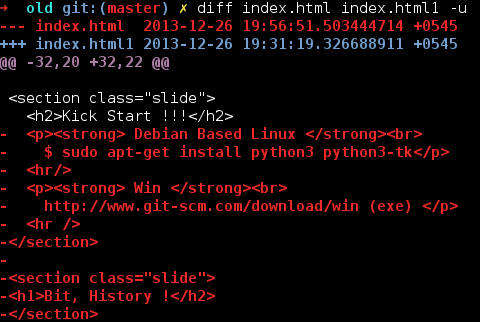 → old git:(master) ✗ diff index.html index.html1 -u
--- index.html  2013-12-26 19:56:51.503444714 +0545
+++ index.html1 2013-12-26 19:31:19.326688911 +0545
@@ -32,20 +32,22 @@

 <section class="slide">
   <h2>Kick Start !!!</h2>
-  <p><strong> Debian Based Linux </strong><br>
-    $ sudo apt-get install python3 python3-tk</p>
-  <hr/>
-  <p><strong> Win </strong><br>
-    http://www.git-scm.com/download/win (exe) </p>
-  <hr />
-</section>
-
-<section class="slide">
-<h1>Bit, History !</h2>
-</section>